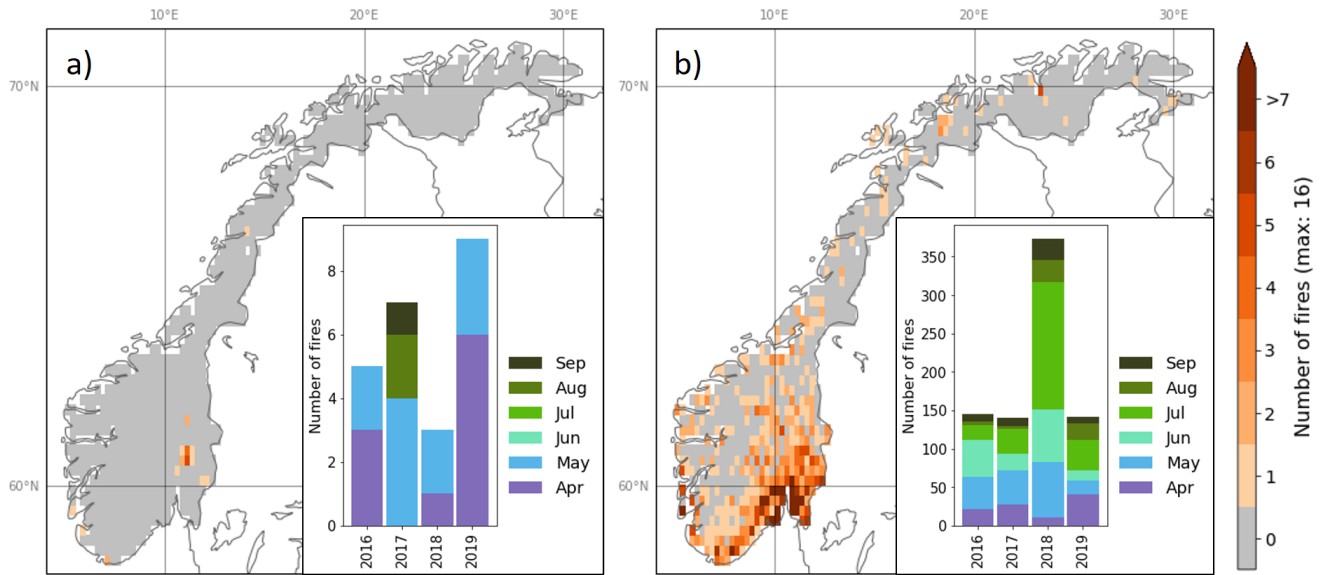 10°E 20°E 30°E
10°E 20°E 30°E
a)
b)
70°N
70°N
60°N
60°N
Number of fires
8
6
4
2
0
2016 2017 2018 2019
Sep
Aug
Jul
Jun
May
Apr
Number of fires
350
300
250
200
150
100
50
0
2016 2017 2018 2019
Sep
Aug
Jul
Jun
May
Apr
>7
6
5
4
3
2
1
0
Number of fires (max: 16)